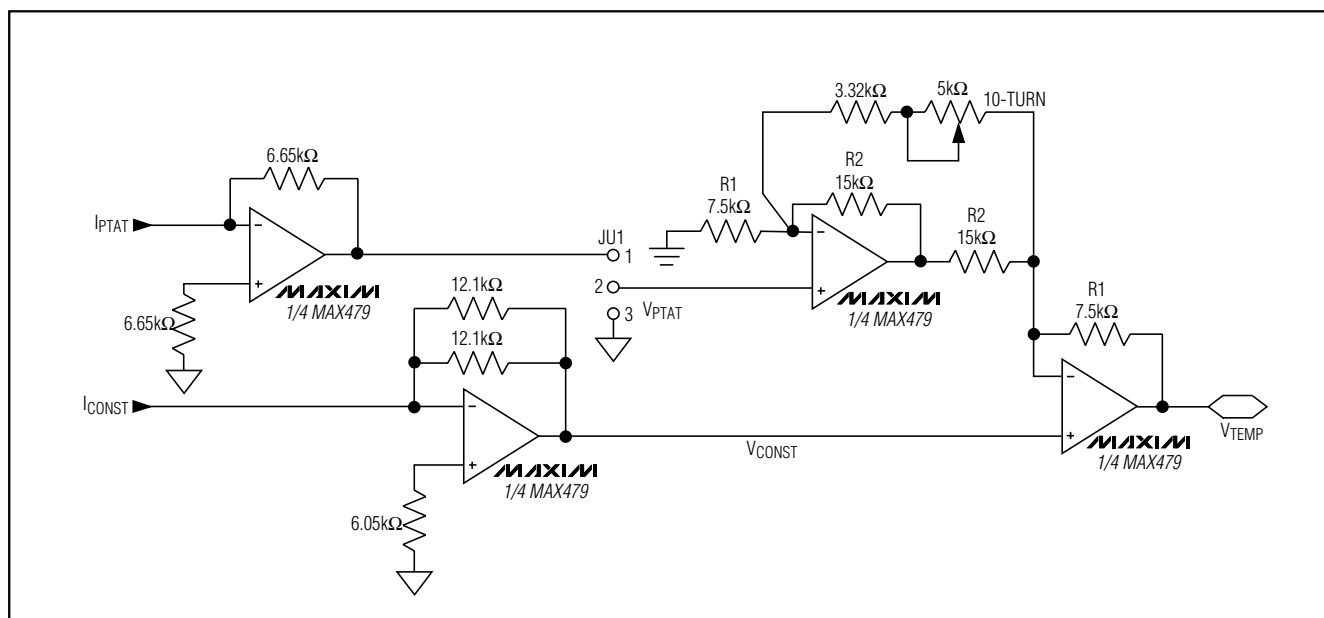 3.32kΩ
5kΩ
10-TURN
6.65kΩ
R2
15kΩ
R1
7.5kΩ
R2
15kΩ
IPTAT
JU1
1
−
+
MAXIM
1/4 MAX479
2
VPTAT
3
−
+
MAXIM
1/4 MAX479
6.65kΩ
12.1kΩ
12.1kΩ
R1
7.5kΩ
ICONST
−
+
MAXIM
1/4 MAX479
VCONST
−
+
MAXIM
1/4 MAX479
VTEMP
6.05kΩ